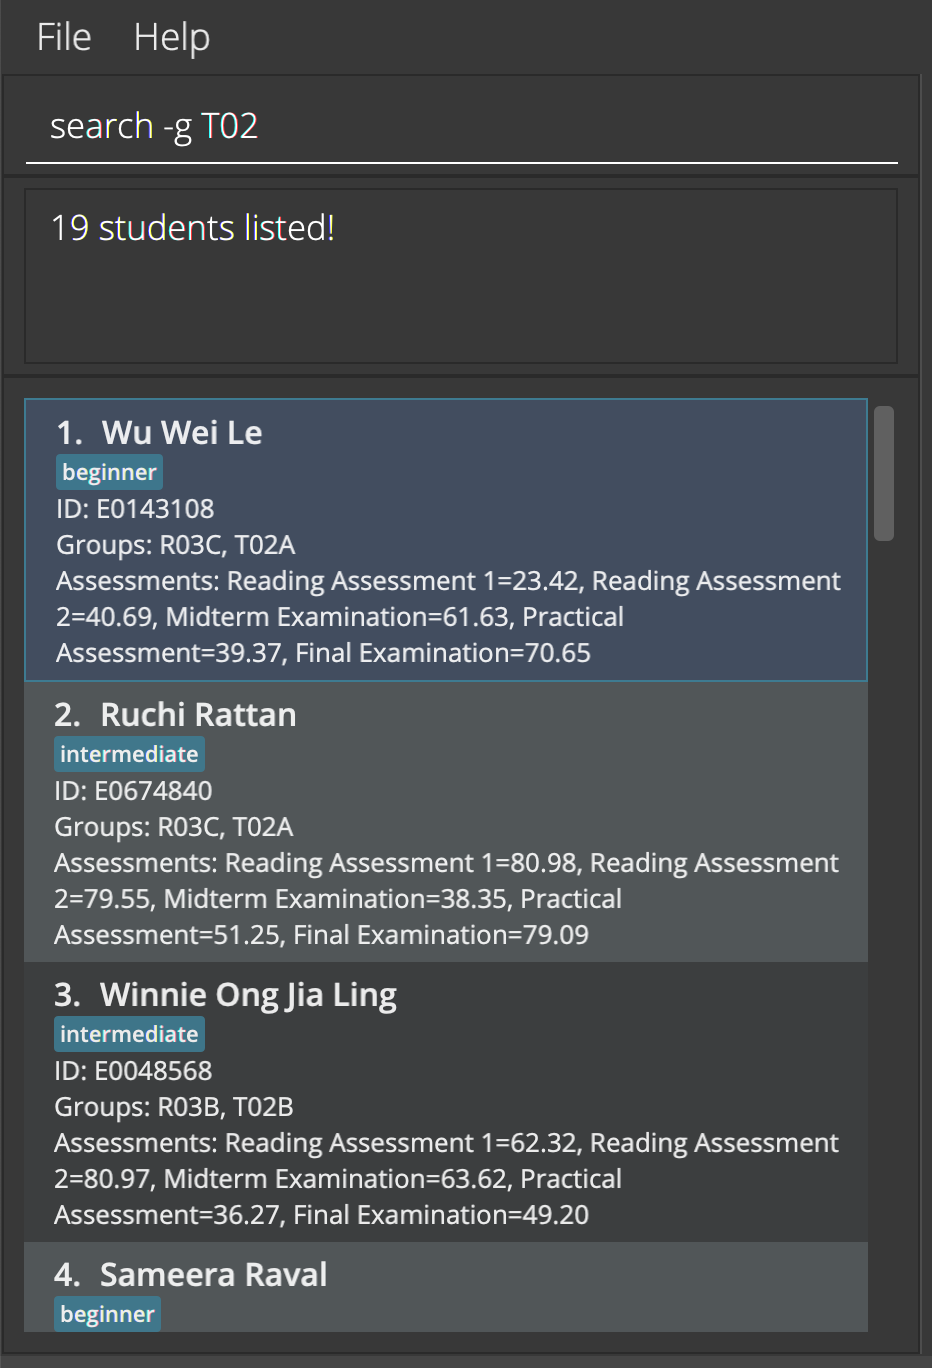 File Help
search -g T02
19 students listed!
1. Wu Wei Le
beginner
ID: E0143108
Groups: R03C, T02A
Assessments: Reading Assessment 1=23.42, Reading Assessment
2=40.69, Midterm Examination=61.63, Practical
Assessment=39.37, Final Examination=70.65
2. Ruchi Rattan
intermediate
ID: E0674840
Groups: R03C, T02A
Assessments: Reading Assessment 1=80.98, Reading Assessment
2=79.55, Midterm Examination=38.35, Practical
Assessment=51.25, Final Examination=79.09
3. Winnie Ong Jia Ling
intermediate
ID: E0048568
Groups: R03B, T02B
Assessments: Reading Assessment 1=62.32, Reading Assessment
2=80.97, Midterm Examination=63.62, Practical
Assessment=36.27, Final Examination=49.20
4. Sameera Raval
beginner